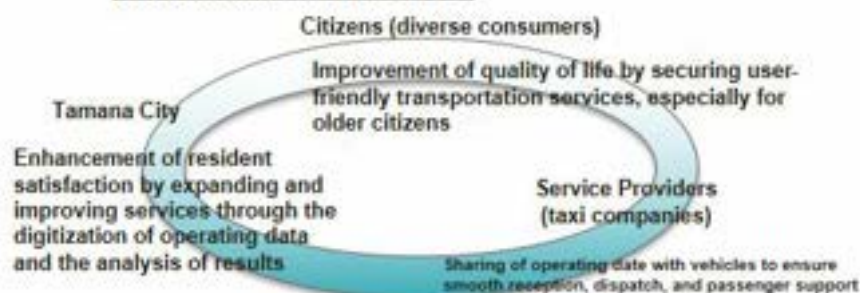 Citizens (diverse consumers)
Improvement of quality of life by securing user-
friendly transportation services, especially for
older citizens
Tamana City
Enhancement of resident
satisfaction by expanding and
improving services through the
digitization of operating data
and the analysis of results
Service Providers
(taxi companies)
Sharing of operating date with vehicles to ensure
smooth reception, dispatch, and passenger support